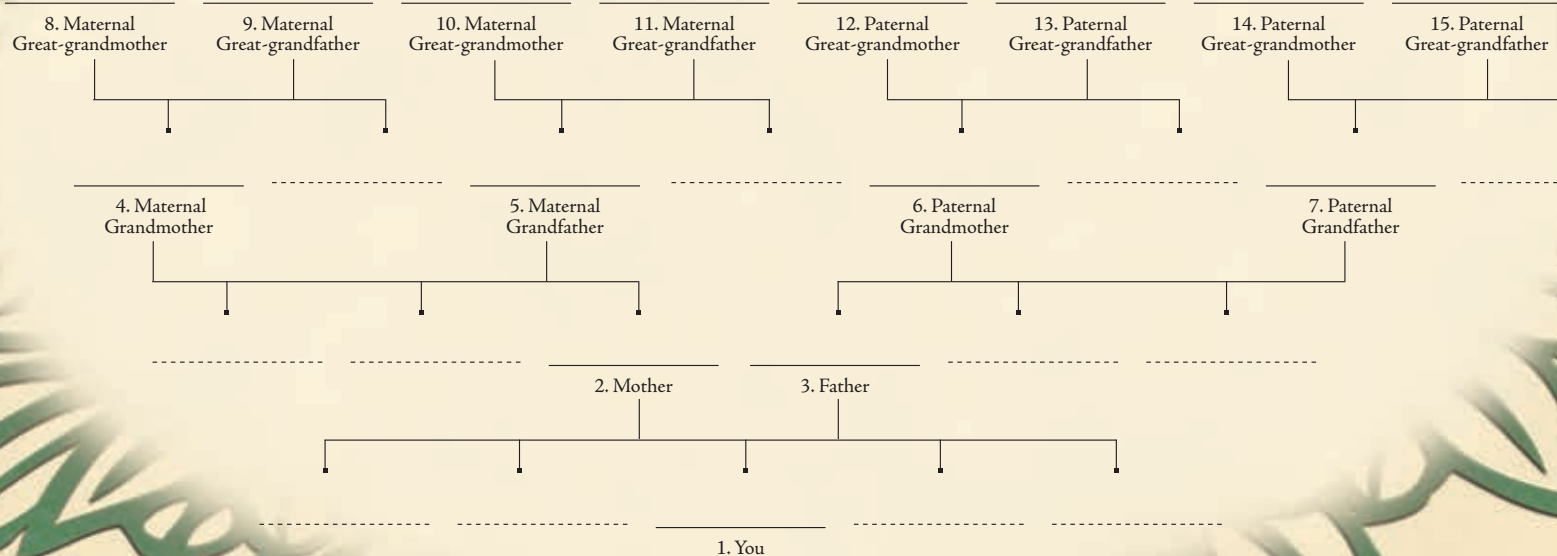 8. Maternal
Great-grandmother
9. Maternal
Great-grandfather
10. Maternal
Great-grandmother
11. Maternal
Great-grandfather
12. Paternal
Great-grandmother
13. Paternal
Great-grandfather
14. Paternal
Great-grandmother
15. Paternal
Great-grandfather
4. Maternal
Grandmother
5. Maternal
Grandfather
6. Paternal
Grandmother
7. Paternal
Grandfather
2. Mother
3. Father
1. You